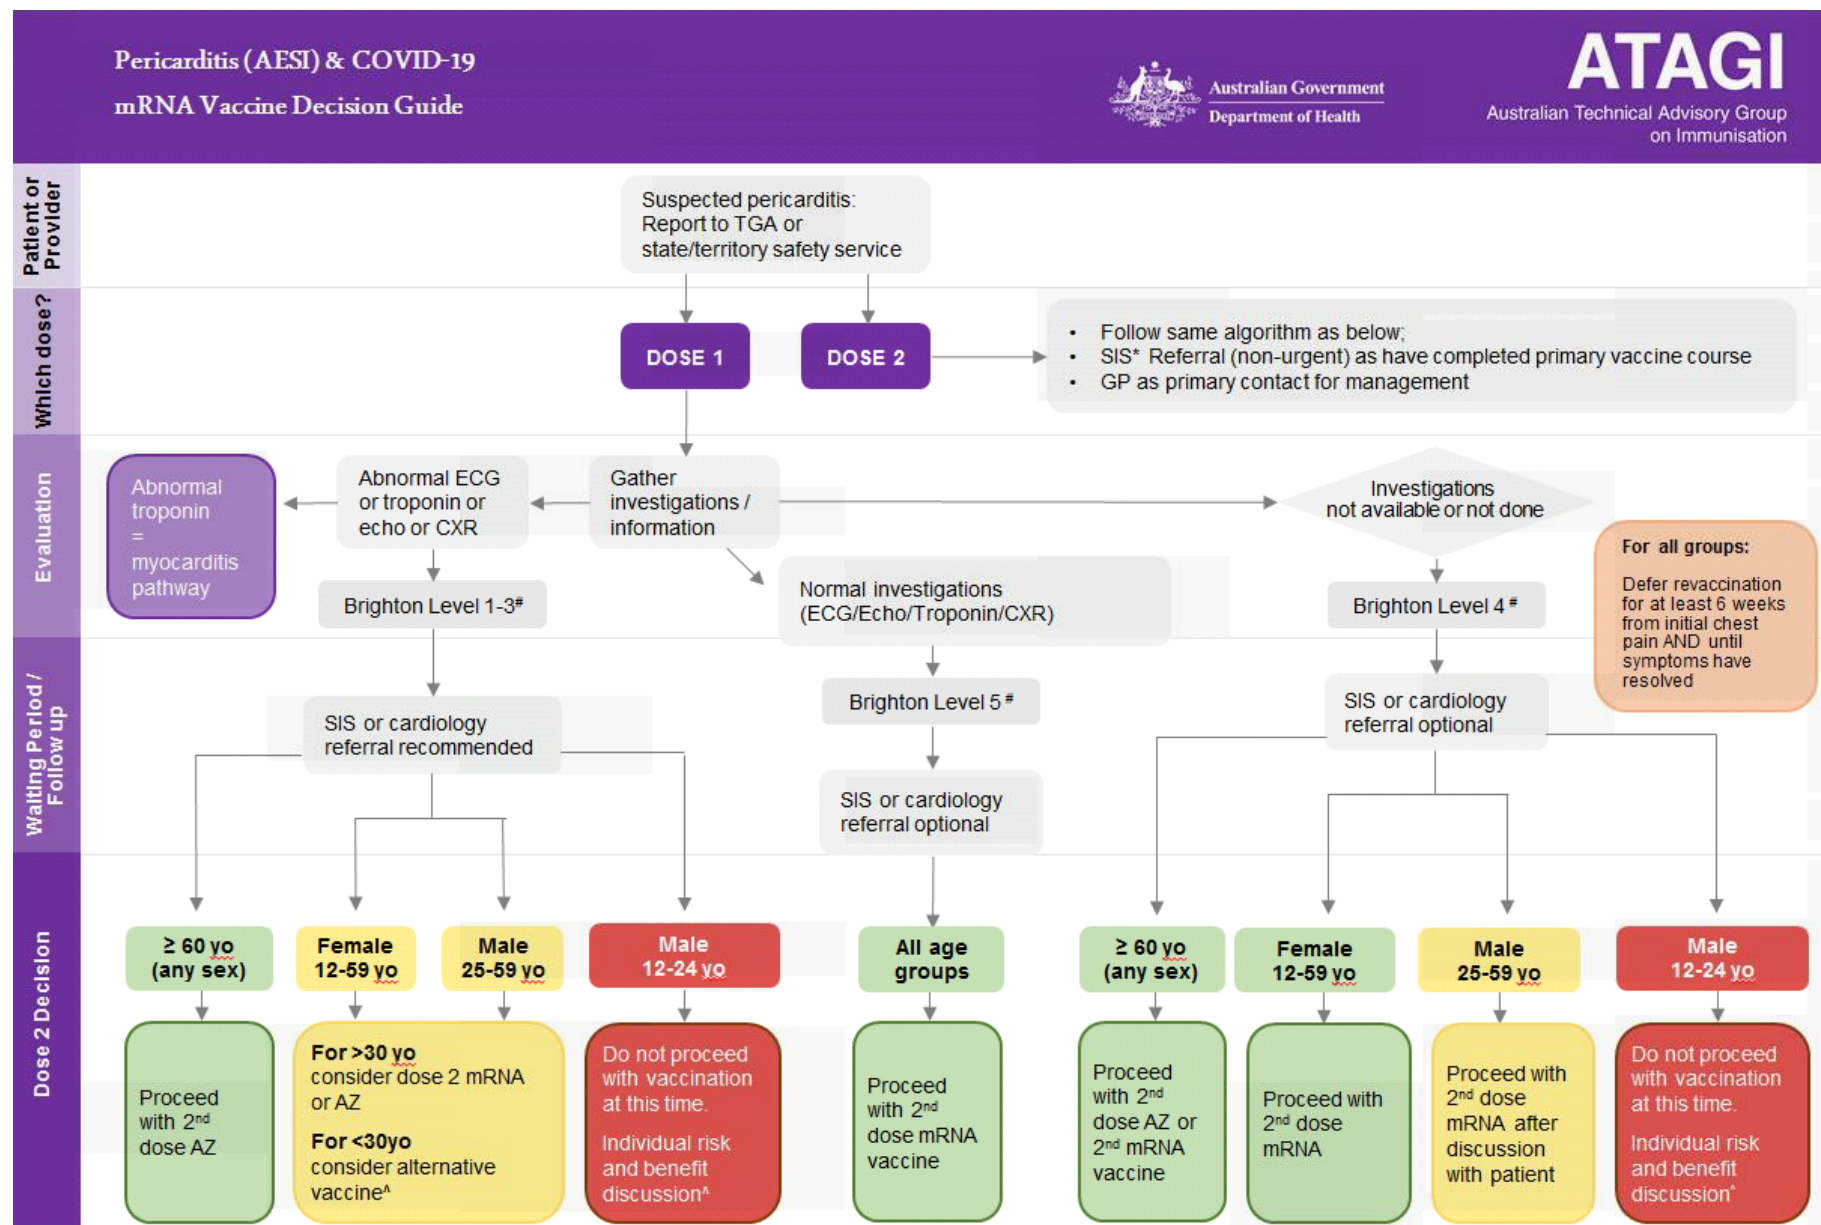 Pericarditis (AESI) & COVID-19
mRNA Vaccine Decision Guide
Australian Government
Department of Health
ATAGI
Australian Technical Advisory Group
on Immunisation
Patient or
Provider
Suspected pericarditis:
Report to TGA or
state/territory safety service
Which dose?
DOSE 1
DOSE 2
• Follow same algorithm as below;
• SIS* Referral (non-urgent) as have completed primary vaccine course
• GP as primary contact for management
Evaluation
Abnormal
troponin
=
myocarditis
pathway
Abnormal ECG
or troponin or
echo or CXR
Gather
investigations /
information
Investigations
not available or not done
Brighton Level 1-3#
Normal investigations
(ECG/Echo/Troponin/CXR)
Brighton Level 4 #
For all groups:
Defer revaccination
for at least 6 weeks
from initial chest
pain AND until
symptoms have
resolved
Waiting Period /
Follow up
SIS or cardiology
referral recommended
Brighton Level 5 #
SIS or cardiology
referral optional
SIS or cardiology
referral optional
Dose 2 Decision
≥ 60 yo
(any sex)
Female
12-59 yo
Male
25-59 yo
Male
12-24 yo
All age
groups
≥ 60 yo
(any sex)
Female
12-59 yo
Male
25-59 yo
Male
12-24 yo
Proceed
with 2nd
dose AZ
For >30 yo
consider dose 2 mRNA
or AZ
For <30yo
consider alternative
vaccine^
Do not proceed
with vaccination
at this time.
Individual risk
and benefit
discussion^
Proceed
with 2nd
dose mRNA
vaccine
Proceed
with 2nd
dose AZ or
2nd mRNA
vaccine
Proceed with
2nd dose
mRNA
Proceed with
2nd dose
mRNA after
discussion
with patient
Do not proceed
with vaccination
at this time.
Individual risk
and benefit
discussion^